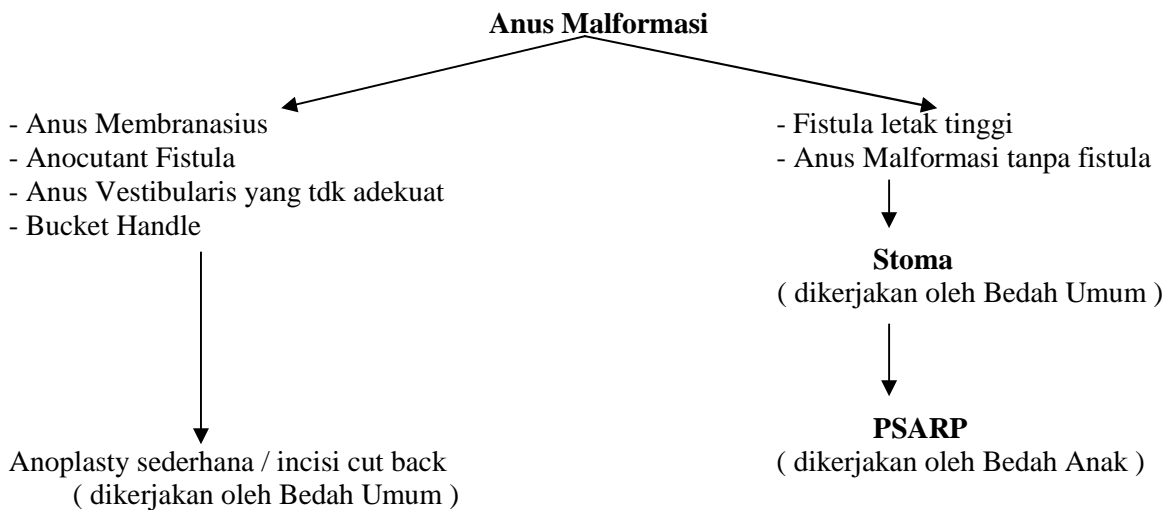 Anus Malformasi
- Anus Membranasius
- Anocutant Fistula
- Anus Vestibularis yang tdk adekuat
- Bucket Handle
Anoplasty sederhana / incisi cut back
( dikerjakan oleh Bedah Umum )
- Fistula letak tinggi
- Anus Malformasi tanpa fistula
Stoma
( dikerjakan oleh Bedah Umum )
PSARP
( dikerjakan oleh Bedah Anak )